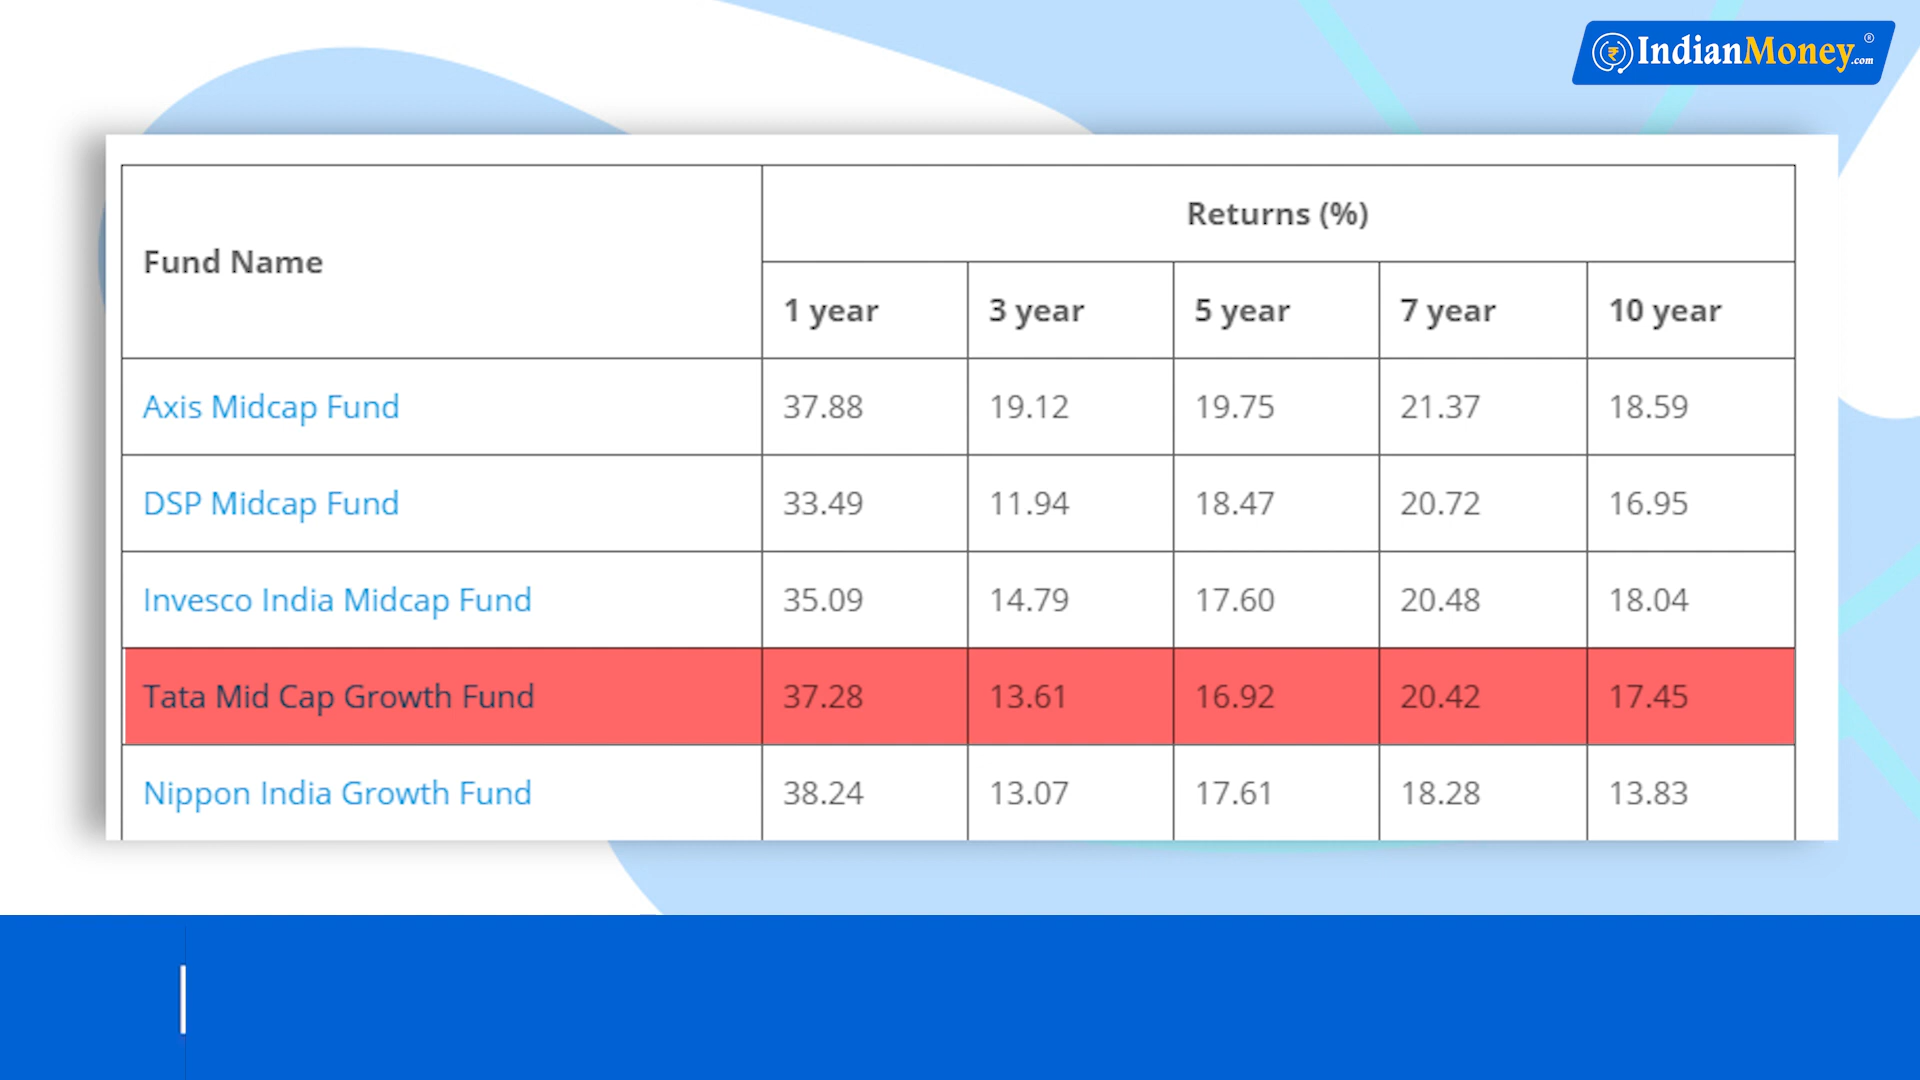 IndianMoney.com®
Returns (%)
Fund Name
1 year 3 year 5 year 7 year 10 year
Axis Midcap Fund 37.88 19.12 19.75 21.37 18.59
DSP Midcap Fund 33.49 11.94 18.47 20.72 16.95
Invesco India Midcap Fund 35.09 14.79 17.60 20.48 18.04
Tata Mid Cap Growth Fund 37.28 13.61 16.92 20.42 17.45
Nippon India Growth Fund 38.24 13.07 17.61 18.28 13.83